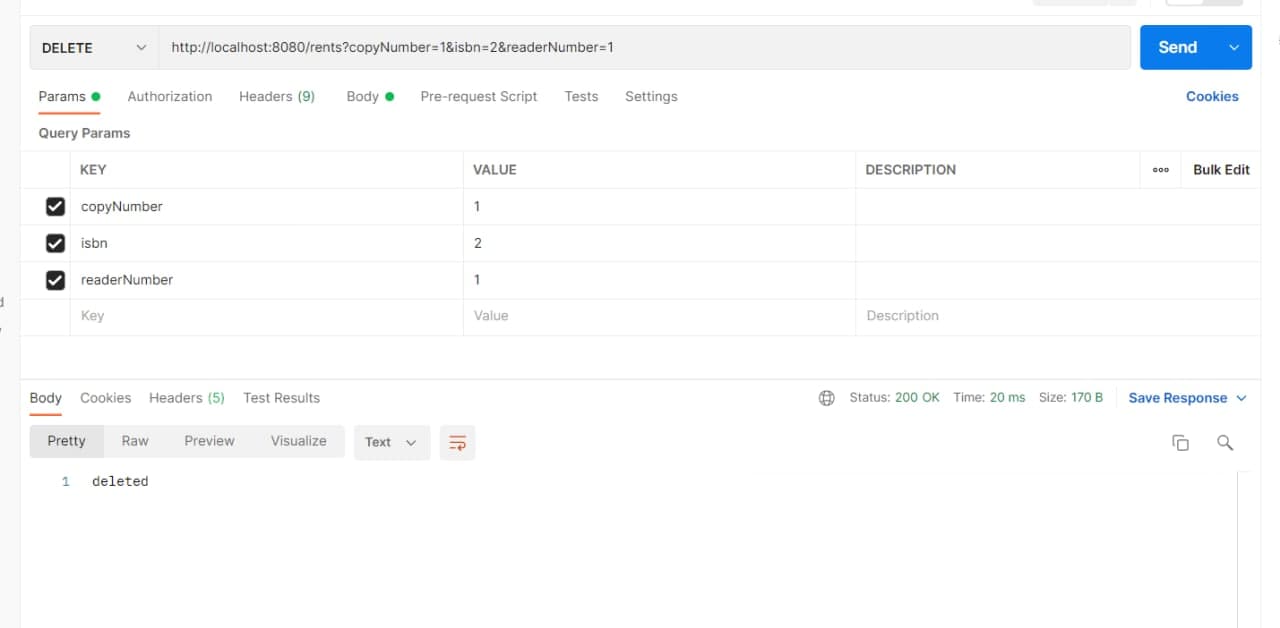 DELETE http://localhost:8080/rents?copyNumber=1&isbn=2&readerNumber=1 Send
Params Authorization Headers (9) Body Pre-request Script Tests Settings Cookies
Query Params
KEY VALUE DESCRIPTION ooo Bulk Edit
copyNumber 1
isbn 2
readerNumber 1
Key Value Description
Body Cookies Headers (5) Test Results Status: 200 OK Time: 20 ms Size: 170 B Save Response
Pretty Raw Preview Visualize Text
1 deleted